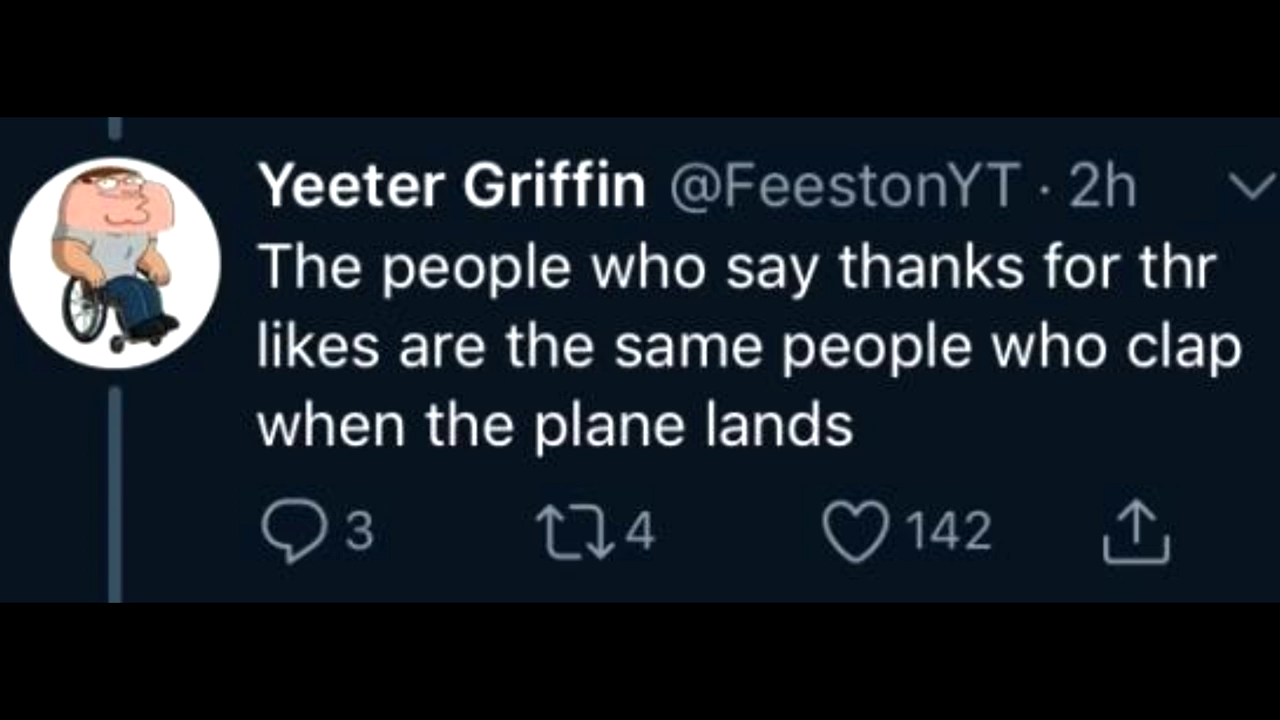 Yeeter Griffin @FeestonYT · 2h
The people who say thanks for thr
likes are the same people who clap
when the plane lands
3 4 142